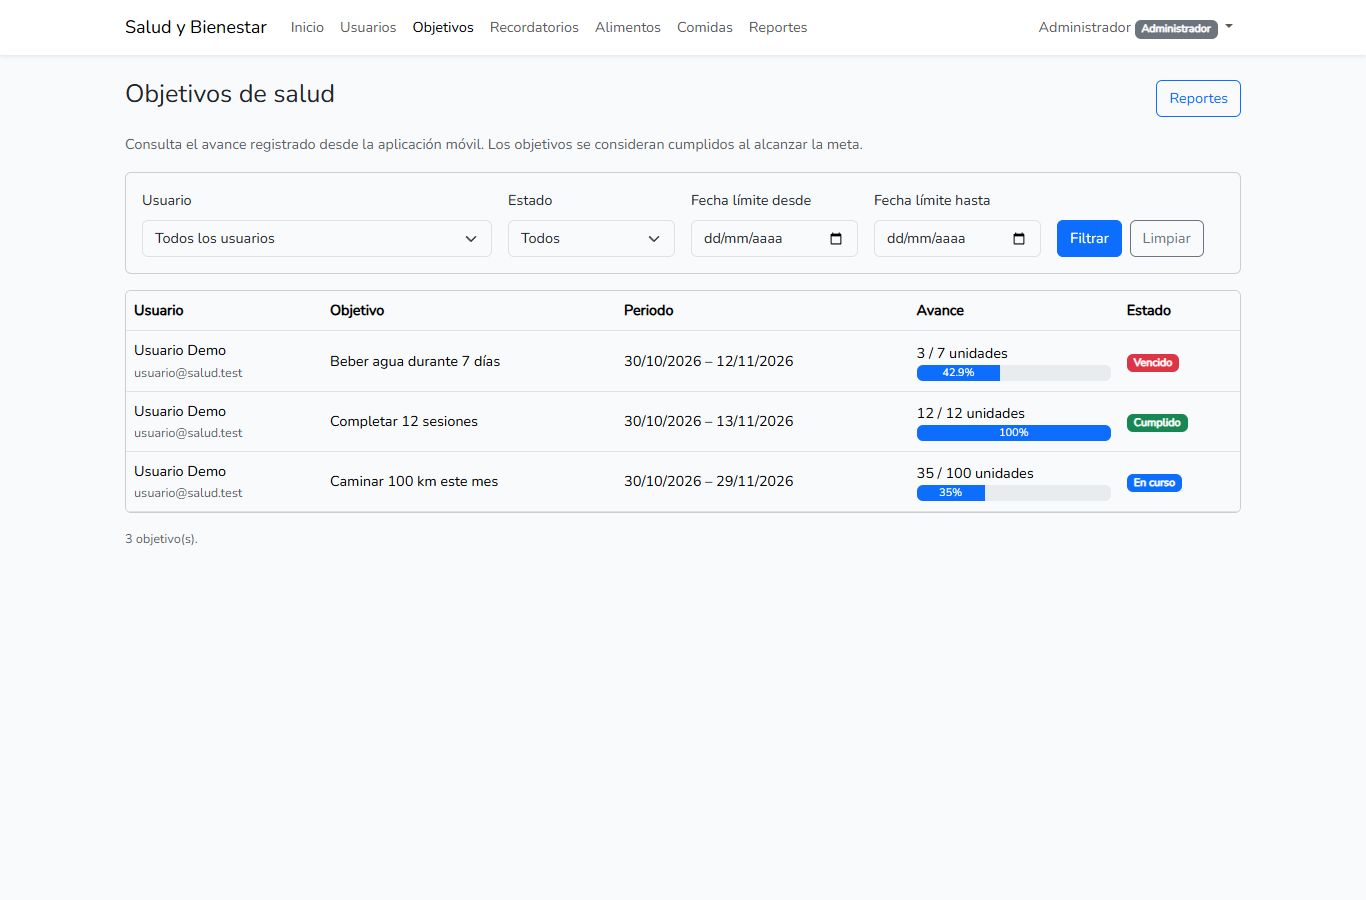 Salud y Bienestar Inicio Usuarios Objetivos Recordatorios Alimentos Comidas Reportes Administrador Administrador
Objetivos de salud Reportes
Consulta el avance registrado desde la aplicación móvil. Los objetivos se consideran cumplidos al alcanzar la meta.
Usuario Estado Fecha límite desde Fecha límite hasta
Todos los usuarios Todos dd/mm/aaaa dd/mm/aaaa Filtrar Limpiar
Usuario Objetivo Periodo Avance Estado
Usuario Demo
usuario@salud.test
Beber agua durante 7 días 30/10/2026 – 12/11/2026
3 / 7 unidades
42.9%
Vencido
Usuario Demo
usuario@salud.test
Completar 12 sesiones 30/10/2026 – 13/11/2026
12 / 12 unidades
100%
Cumplido
Usuario Demo
usuario@salud.test
Caminar 100 km este mes 30/10/2026 – 29/11/2026
35 / 100 unidades
35%
En curso
3 objetivo(s).